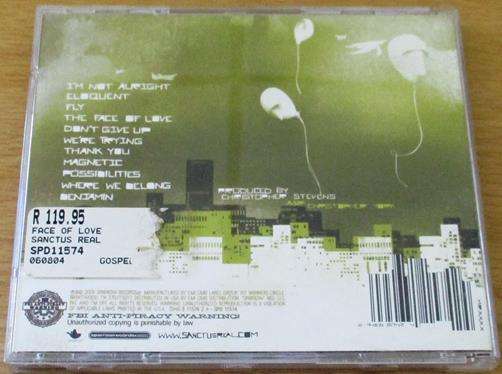 I'M NOT ALRIGHT
ELOQUENT
FLY
THE FACE OF LOVE
DON'T GIVE UP
WE'RE TRYING
THANK YOU
MAGNETIC
POSSIBILITIES
WHERE WE BELONG
BENJAMIN
PRODUCED BY
CHRISTOPHER STEVENS
R 119.95
FACE OF LOVE
SANCTUS REAL
SPD11574
060804 GOSPEL
FBI ANTI-PIRACY WARNING:
Unauthorized copying is punishable by law
WWW.SANCTUSREAL.COM